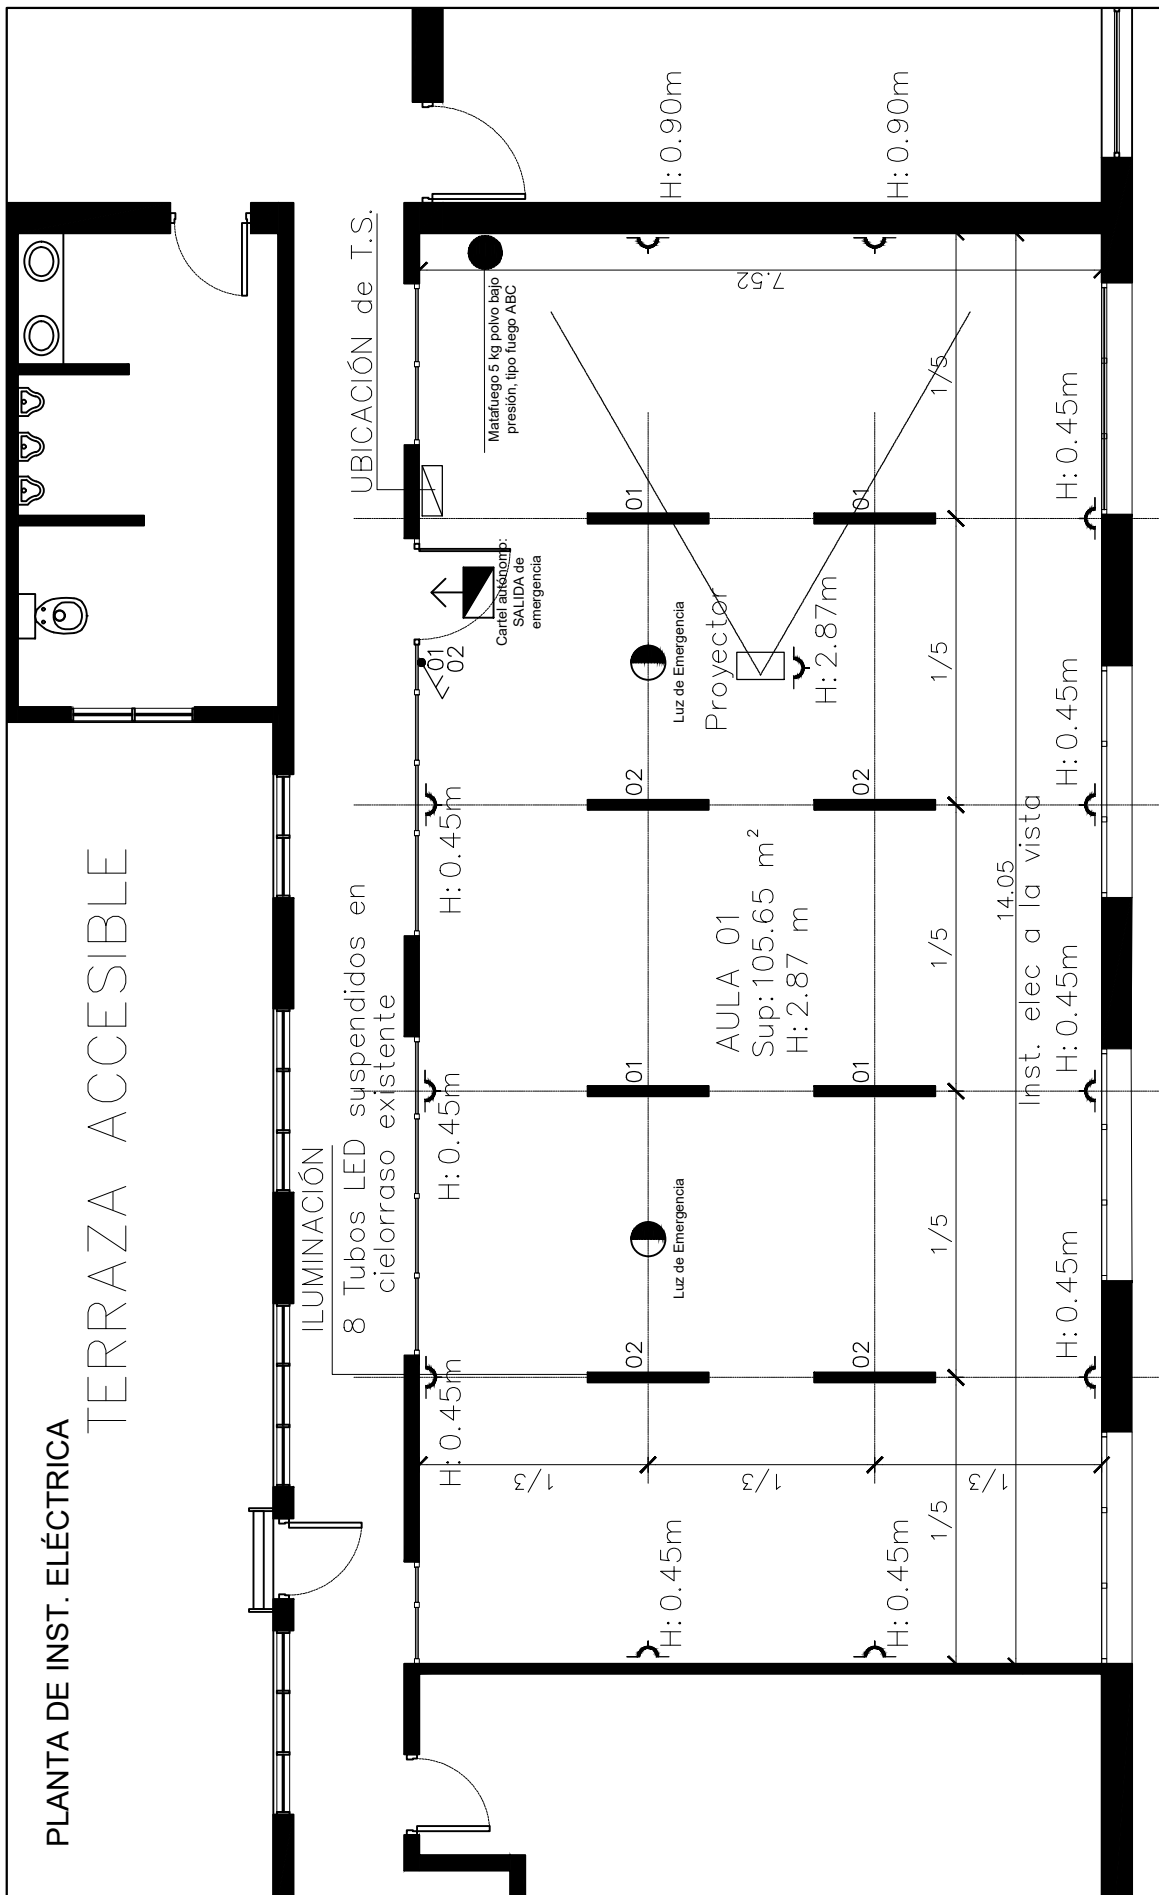 PLANTA DE INST. ELÉCTRICA
TERRAZA ACCESIBLE
ILUMINACIÓN
8 Tubos LED suspendidos en
cielorraso existente
UBICACIÓN de T.S.
H:0.45m
H:0.45m
H:0.45m
01
02
Cartel autónomo:
SALIDA de
emergencia
Matafuego 5 kg polvo bajo
presión, tipo fuego ABC
1/3
1/3
1/3
7.52
02
01
02
01
Luz de Emergencia
Luz de Emergencia
H:0.45m
H:0.90m
Proyector
H:2.87m
AULA 01
Sup:105.65 m²
H:2.87 m
02
01
02
01
H:0.45m
H:0.90m
1/5
1/5
1/5
1/5
1/5
14.05
Inst. elec a la vista
H:0.45m
H:0.45m
H:0.45m
H:0.45m